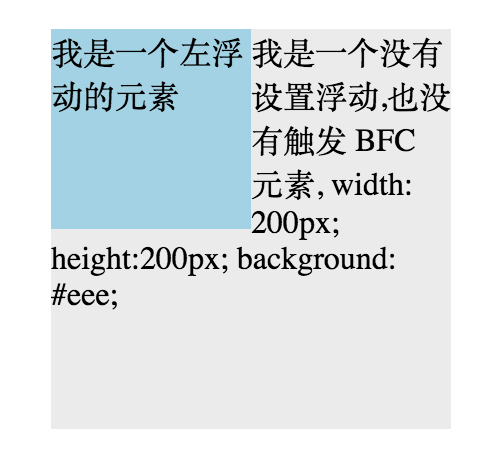 我是一个左浮
动的元素
我是一个没有
设置浮动,也没
有触发 BFC
元素, width:
200px;
height:200px; background:
#eee;